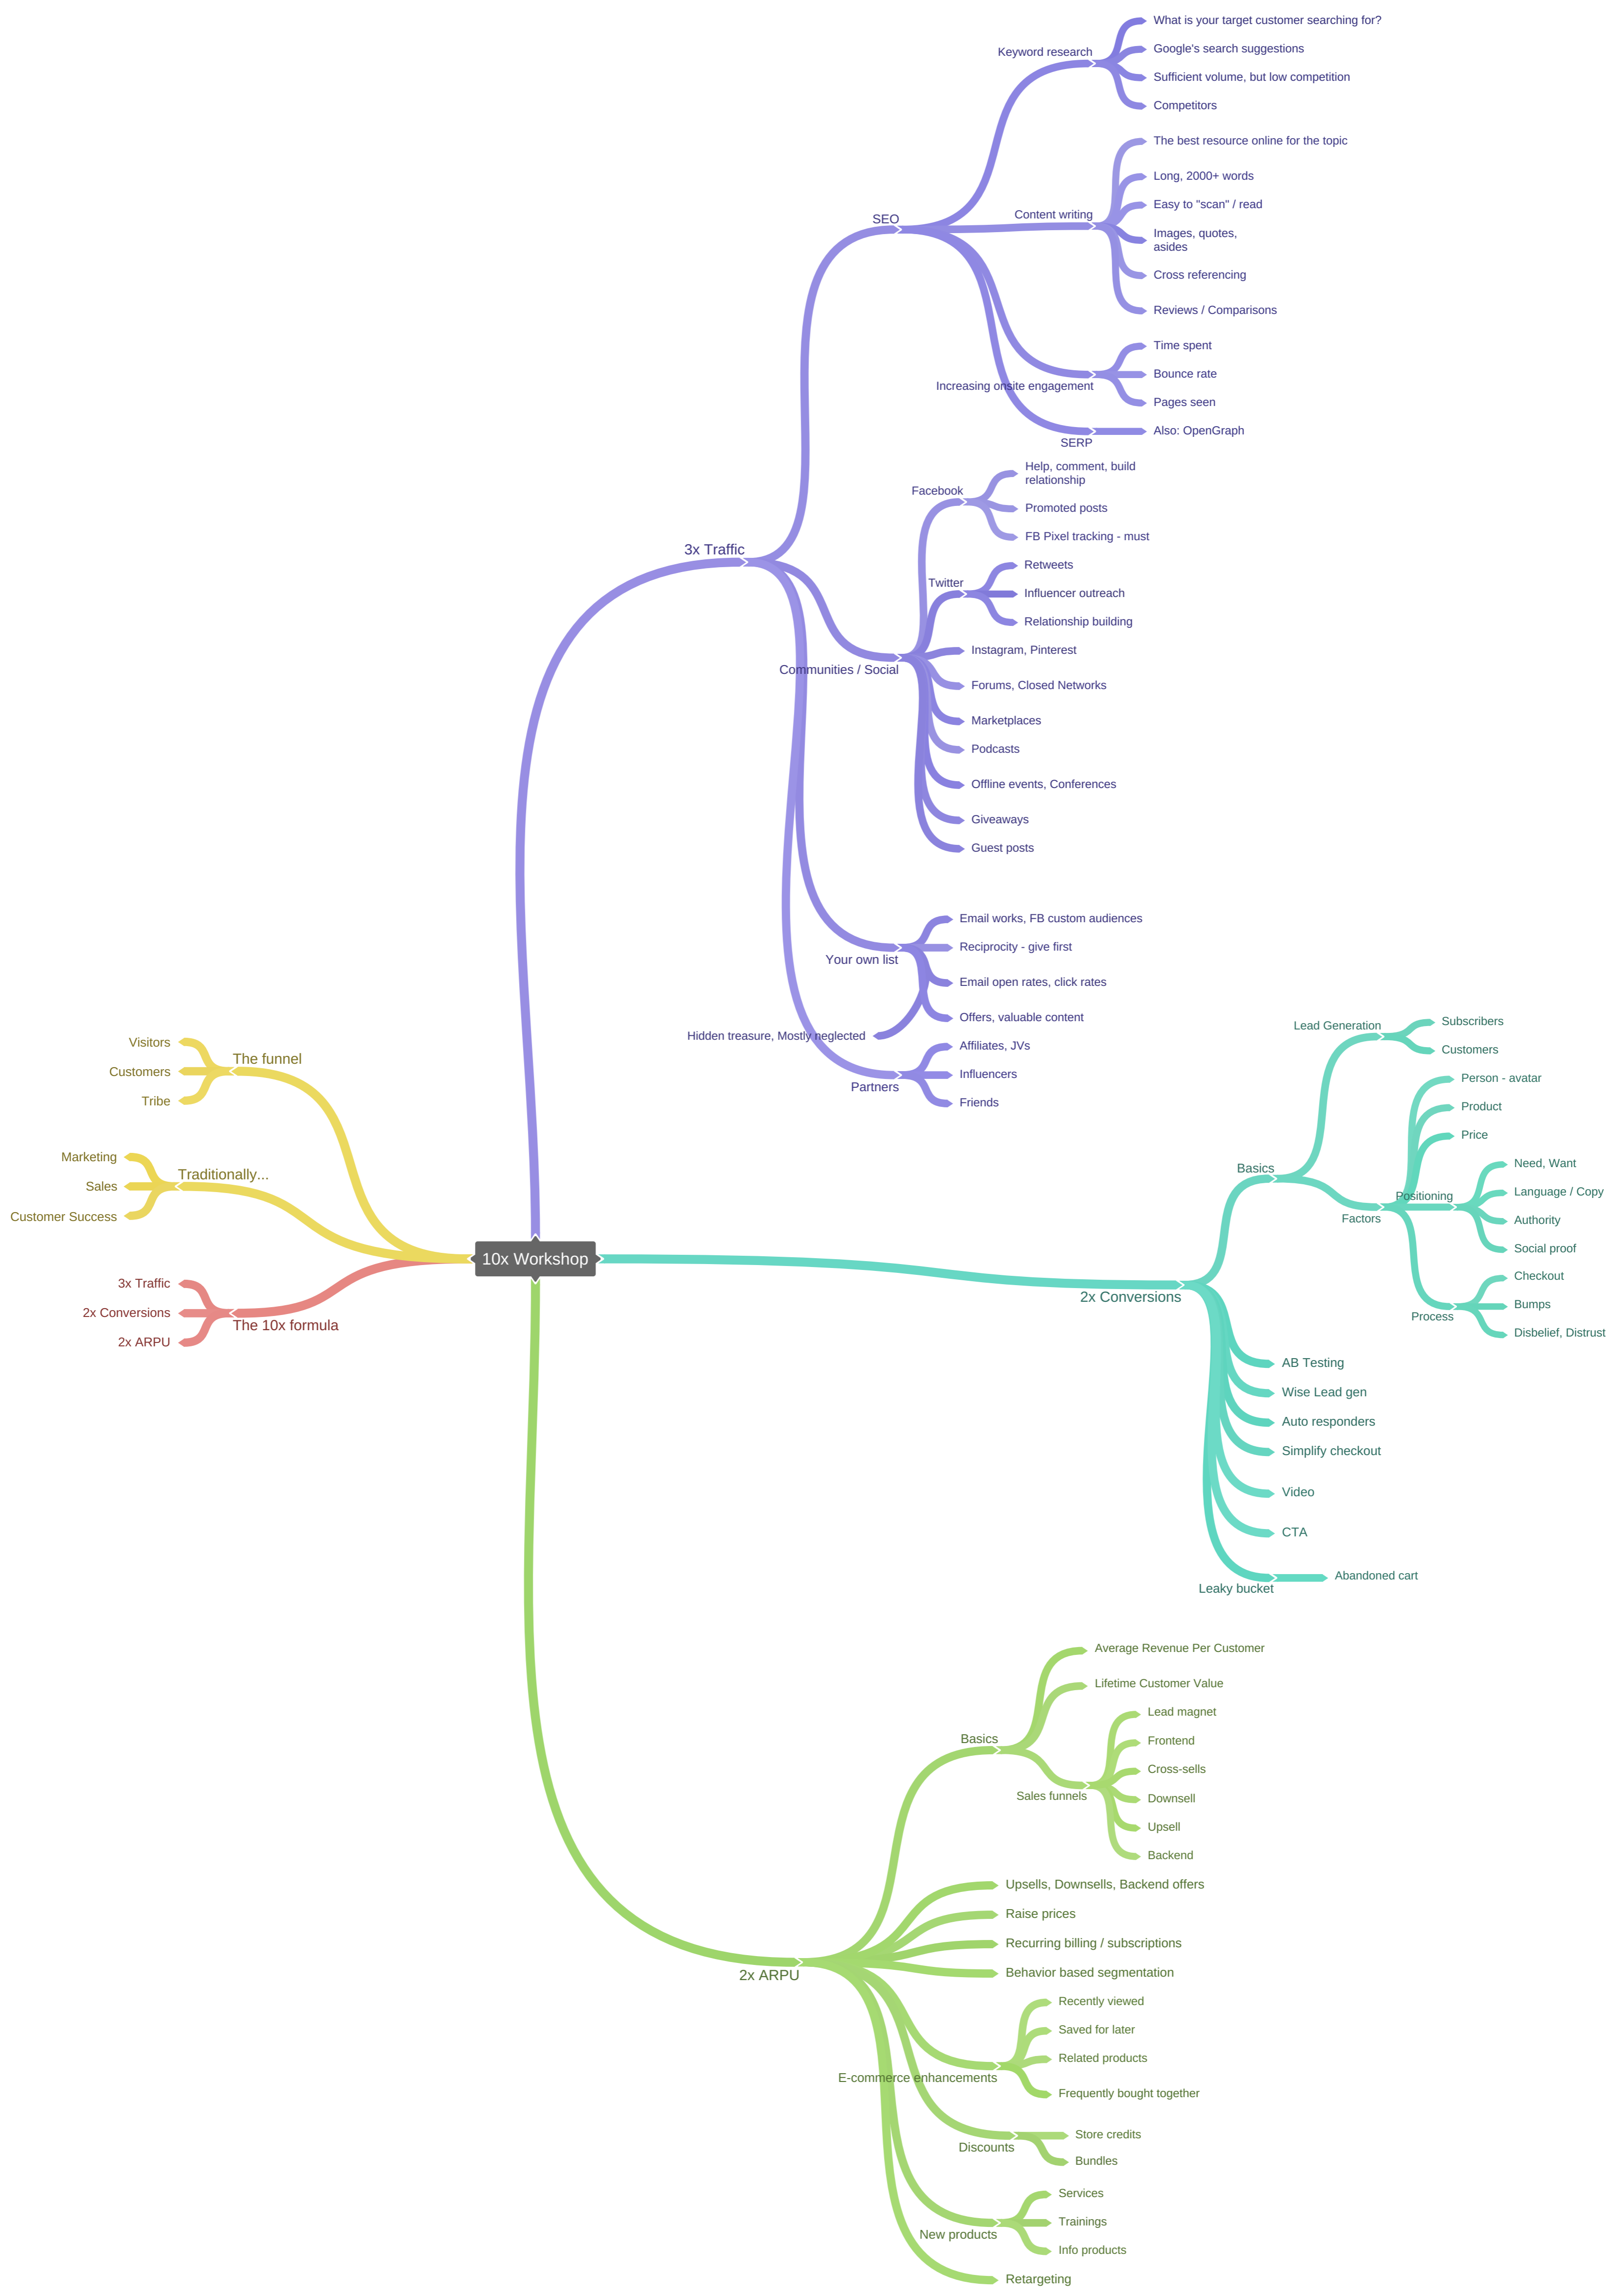 10x Workshop
The funnel
Visitors
Customers
Tribe
Traditionally...
Marketing
Sales
Customer Success
The 10x formula
3x Traffic
2x Conversions
2x ARPU
3x Traffic
SEO
Keyword research
What is your target customer searching for?
Google's search suggestions
Sufficient volume, but low competition
Competitors
Content writing
The best resource online for the topic
Long, 2000+ words
Easy to "scan" / read
Images, quotes,
asides
Cross referencing
Reviews / Comparisons
Increasing onsite engagement
Time spent
Bounce rate
Pages seen
SERP
Also: OpenGraph
Communities / Social
Facebook
Help, comment, build
relationship
Promoted posts
FB Pixel tracking - must
Twitter
Retweets
Influencer outreach
Relationship building
Instagram, Pinterest
Forums, Closed Networks
Marketplaces
Podcasts
Offline events, Conferences
Giveaways
Guest posts
Your own list
Email works, FB custom audiences
Reciprocity - give first
Email open rates, click rates
Offers, valuable content
Hidden treasure, Mostly neglected
Partners
Affiliates, JVs
Influencers
Friends
2x Conversions
Basics
Lead Generation
Subscribers
Customers
Factors
Person - avatar
Product
Price
Positioning
Need, Want
Language / Copy
Authority
Social proof
Process
Checkout
Bumps
Disbelief, Distrust
AB Testing
Wise Lead gen
Auto responders
Simplify checkout
Video
CTA
Leaky bucket
Abandoned cart
2x ARPU
Basics
Average Revenue Per Customer
Lifetime Customer Value
Sales funnels
Lead magnet
Frontend
Cross-sells
Downsell
Upsell
Backend
Upsells, Downsells, Backend offers
Raise prices
Recurring billing / subscriptions
Behavior based segmentation
E-commerce enhancements
Recently viewed
Saved for later
Related products
Frequently bought together
Discounts
Store credits
Bundles
New products
Services
Trainings
Info products
Retargeting